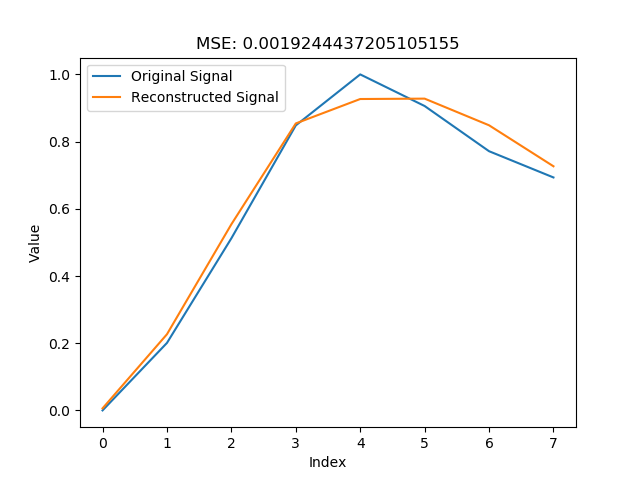 MSE: 0.0019244437205105155
Original Signal
Reconstructed Signal
1.0
0.8
0.6
0.4
0.2
0.0
Value
0 1 2 3 4 5 6 7
Index